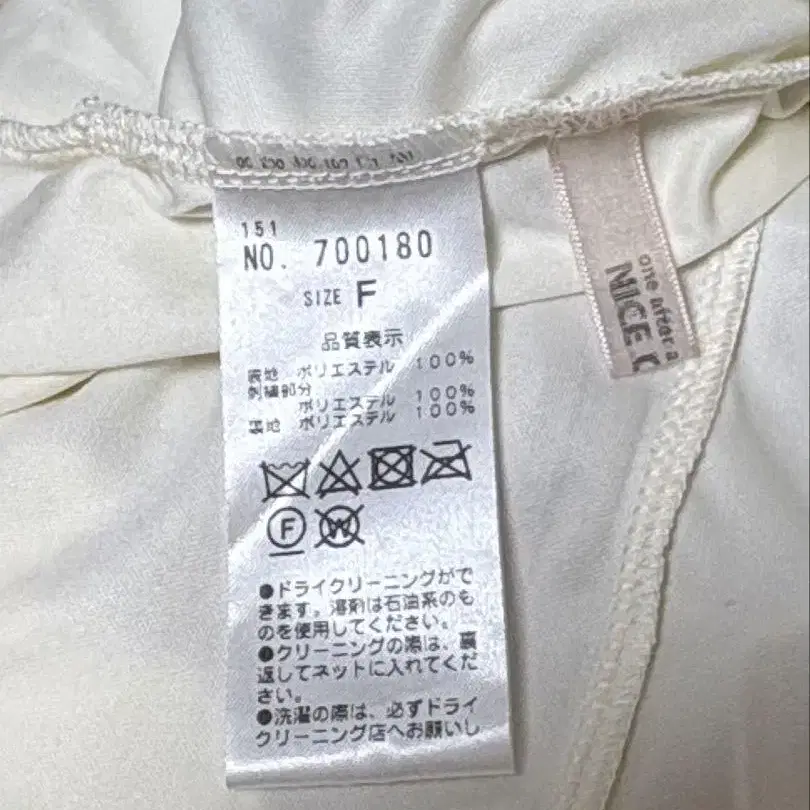 151
NO. 700180
SIZE F
品質表示
表地 ポリエステル 100%
刺繍部分
ポリエステル 100%
裏地 ポリエステル 100%
F W
●ドライクリーニングがで
きます。溶剤は石油系のも
のを使用してください。
●クリーニングの際は、裏
返してネットに入れてくだ
さい。
●洗濯の際は、必ずドライ
クリーニング店へお願いし
one after a
NICE C